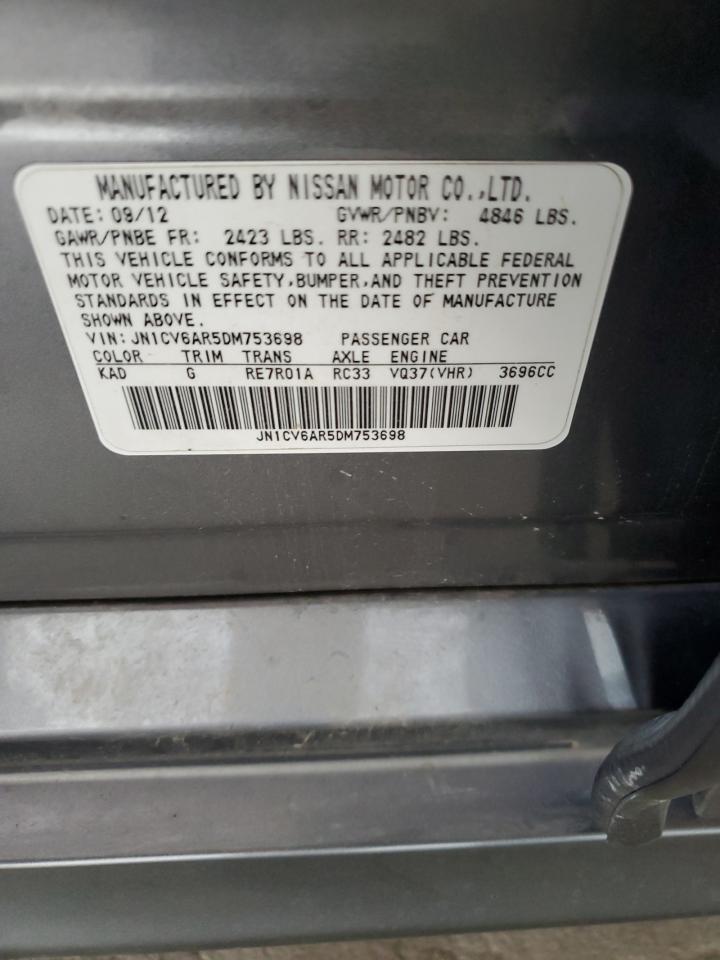 MANUFACTURED BY NISSAN MOTOR CO.,LTD.
DATE: 09/12 GVWR/PNBV: 4846 LBS.
GAWR/PNBE FR: 2423 LBS. RR: 2482 LBS.
THIS VEHICLE CONFORMS TO ALL APPLICABLE FEDERAL
MOTOR VEHICLE SAFETY,BUMPER,AND THEFT PREVENTION
STANDARDS IN EFFECT ON THE DATE OF MANUFACTURE
SHOWN ABOVE.
VIN: JN1CV6AR5DM753698 PASSENGER CAR
COLOR TRIM TRANS AXLE ENGINE
KAD G RE7R01A RC33 VQ37(VHR) 3696CC
JN1CV6AR5DM753698